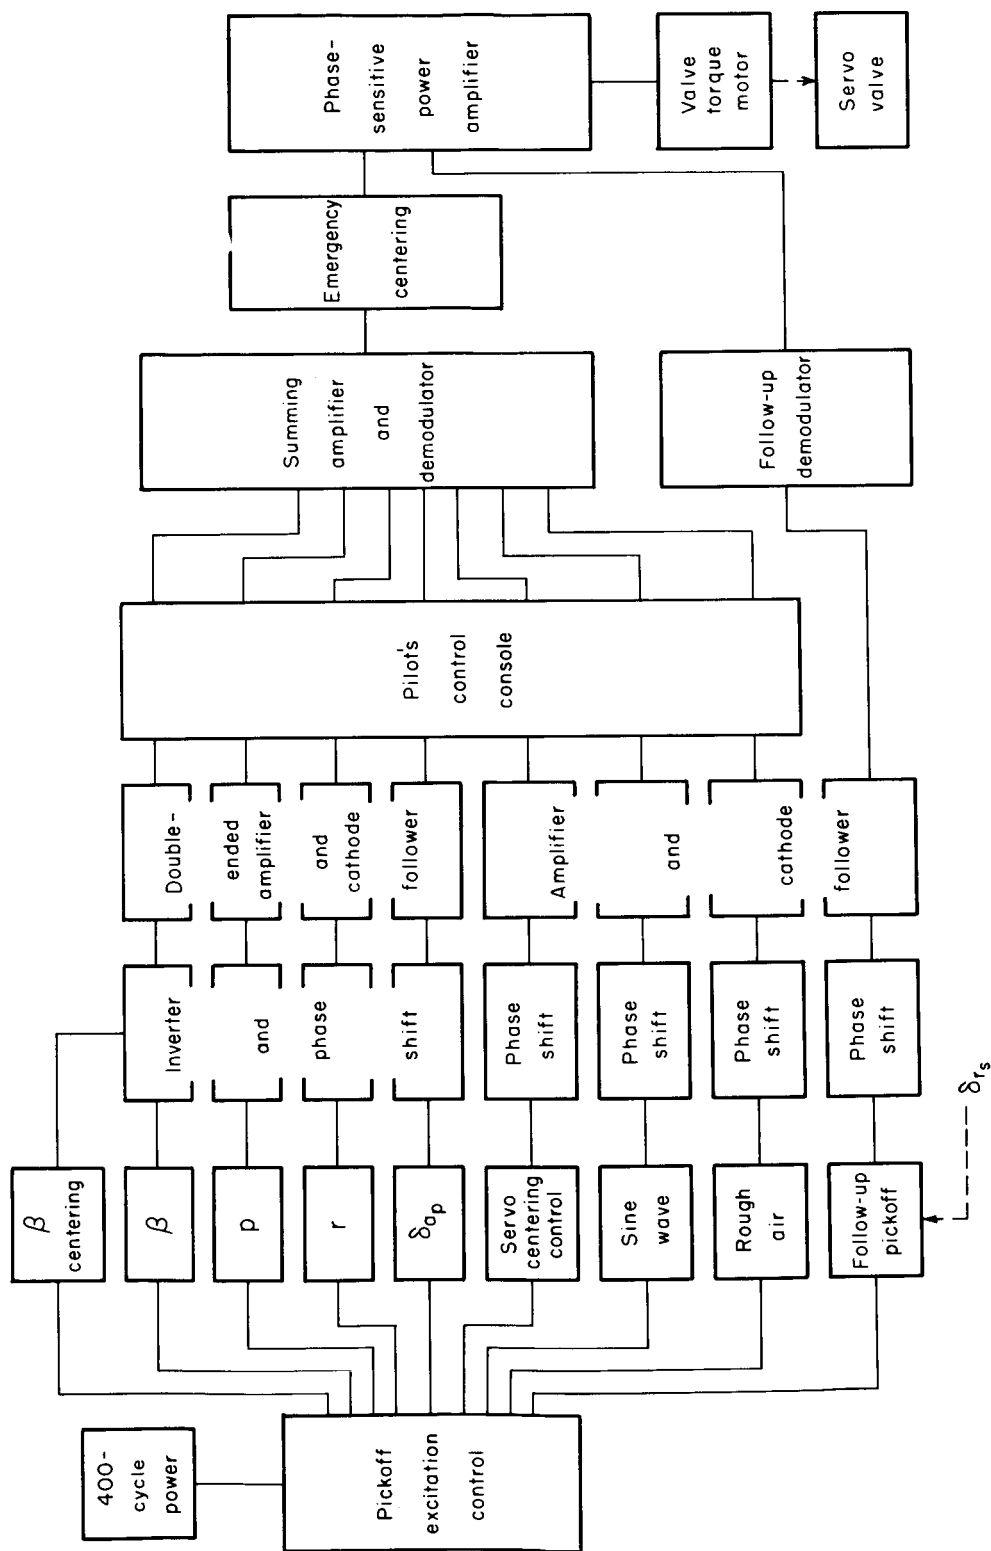 400-
cycle
power
Pickoff
excitation
control
β
centering
β
p
r
δap
Servo
centering
control
Sine
wave
Rough
air
Follow-up
pickoff
δrs
Inverter
and
phase
shift
Phase
shift
Phase
shift
Phase
shift
Phase
shift
Double-
ended
amplifier
and
cathode
follower
Amplifier
and
cathode
follower
Pilot's
control
console
Summing
amplifier
and
demodulator
Follow-up
demodulator
Emergency
centering
Phase-
sensitive
power
amplifier
Valve
torque
motor
Servo
valve